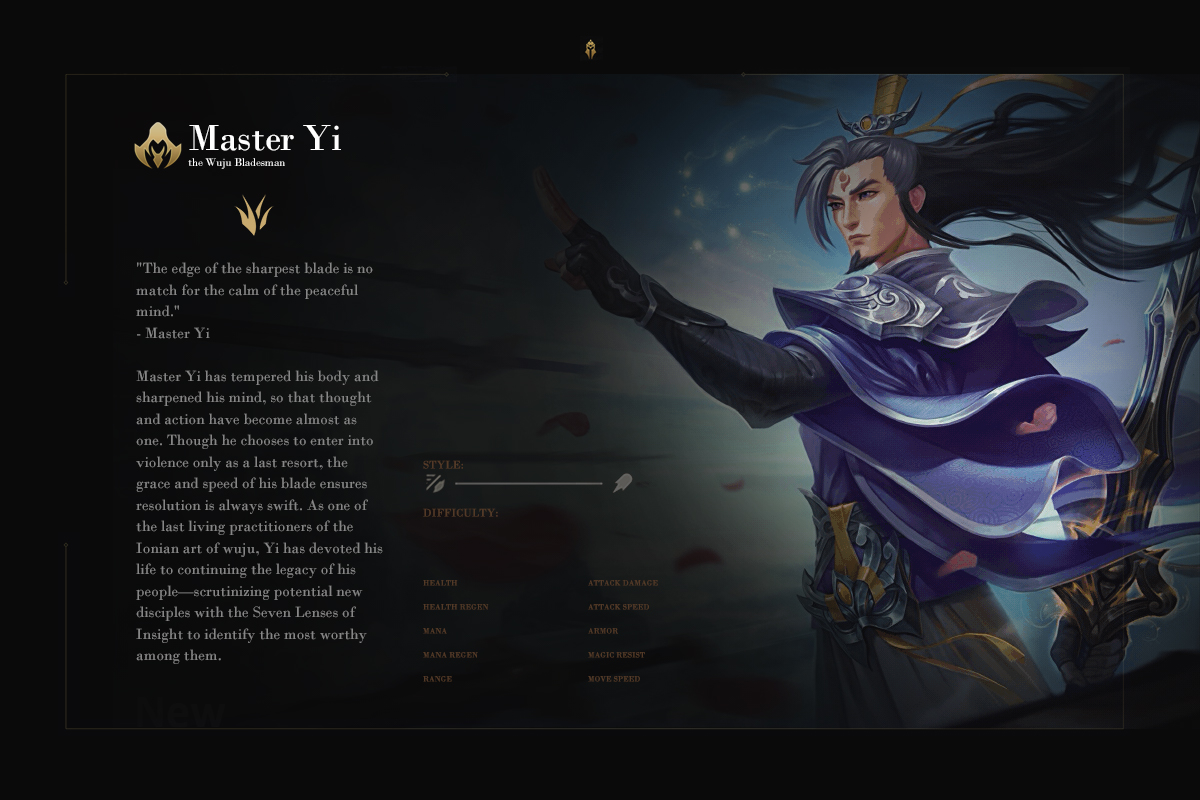 Master Yi
the Wuju Bladesman
"The edge of the sharpest blade is no
match for the calm of the peaceful
mind."
- Master Yi
Master Yi has tempered his body and
sharpened his mind, so that thought
and action have become almost as
one. Though he chooses to enter into
violence only as a last resort, the
grace and speed of his blade ensures
resolution is always swift. As one of
the last living practitioners of the
Ionian art of wuju, Yi has devoted his
life to continuing the legacy of his
people—scrutinizing potential new
disciples with the Seven Lenses of
Insight to identify the most worthy
among them.
New
STYLE:
DIFFICULTY:
HEALTH
HEALTH REGEN
MANA
MANA REGEN
RANGE
ATTACK DAMAGE
ATTACK SPEED
ARMOR
MAGIC RESIST
MOVE SPEED